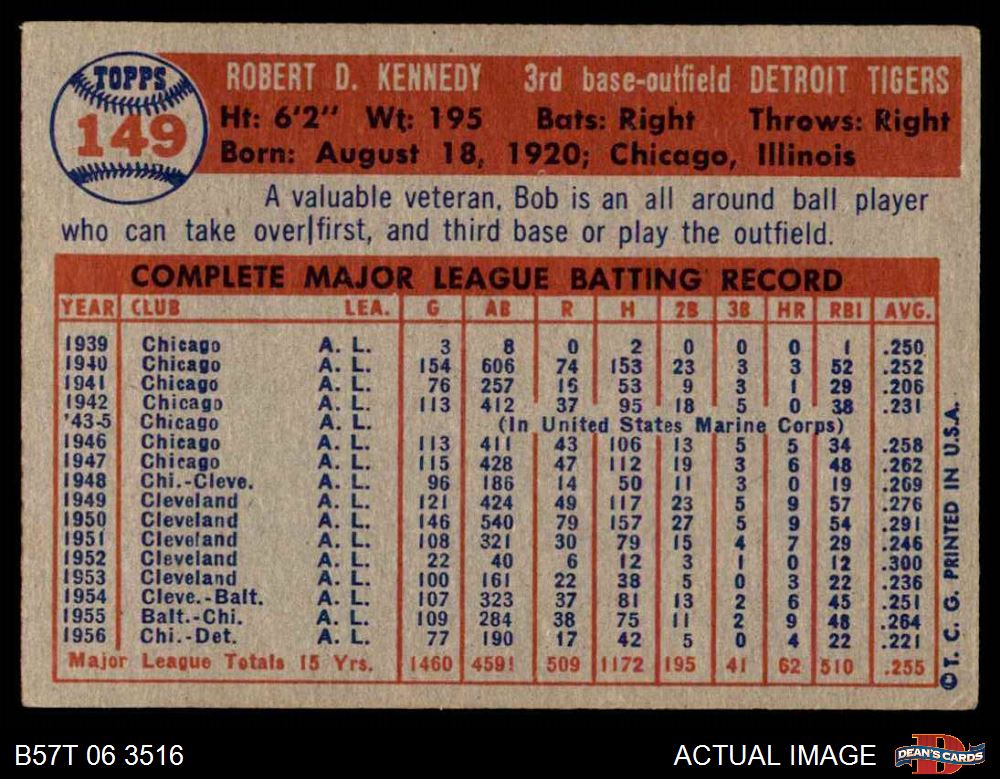 TOPPS
149
ROBERT D. KENNEDY 3rd base-outfield DETROIT TIGERS
Ht: 6'2" Wt: 195 Bats: Right Throws: Right
Born: August 18, 1920; Chicago, Illinois
A valuable veteran, Bob is an all around ball player
who can take over first, and third base or play the outfield.
COMPLETE MAJOR LEAGUE BATTING RECORD
YEAR CLUB LEA. G AB R H 2B 3B HR RBI AVG.
1939 Chicago A. L. 3 8 0 2 0 0 0 1 .250
1940 Chicago A. L. 154 606 74 153 23 3 3 52 .252
1941 Chicago A. L. 76 257 16 53 9 3 1 29 .206
1942 Chicago A. L. 113 412 37 95 18 5 0 38 .231
'43-5 Chicago (In United States Marine Corps)
1946 Chicago A. L. 113 411 43 106 13 5 5 34 .258
1947 Chicago A. L. 115 428 47 112 19 3 6 48 .262
1948 Chi.-Cleve. A. L. 96 186 14 50 11 3 0 19 .269
1949 Cleveland A. L. 121 424 49 117 23 5 9 57 .276
1950 Cleveland A. L. 146 540 79 157 27 5 9 54 .291
1951 Cleveland A. L. 108 321 30 79 15 4 7 29 .246
1952 Cleveland A. L. 22 40 6 12 3 1 0 12 .300
1953 Cleveland A. L. 100 161 22 38 5 0 3 22 .236
1954 Cleve.-Balt. A. L. 107 323 37 81 13 2 6 45 .251
1955 Balt.-Chi. A. L. 109 284 38 75 11 2 9 48 .264
1956 Chi.-Det. A. L. 77 190 17 42 5 0 4 22 .221
Major League Totals 15 Yrs. 1460 4591 509 1172 195 41 62 510 .255
©T. C. G. PRINTED IN U.S.A.
B57T 06 3516
ACTUAL IMAGE
DEAN'S CARDS